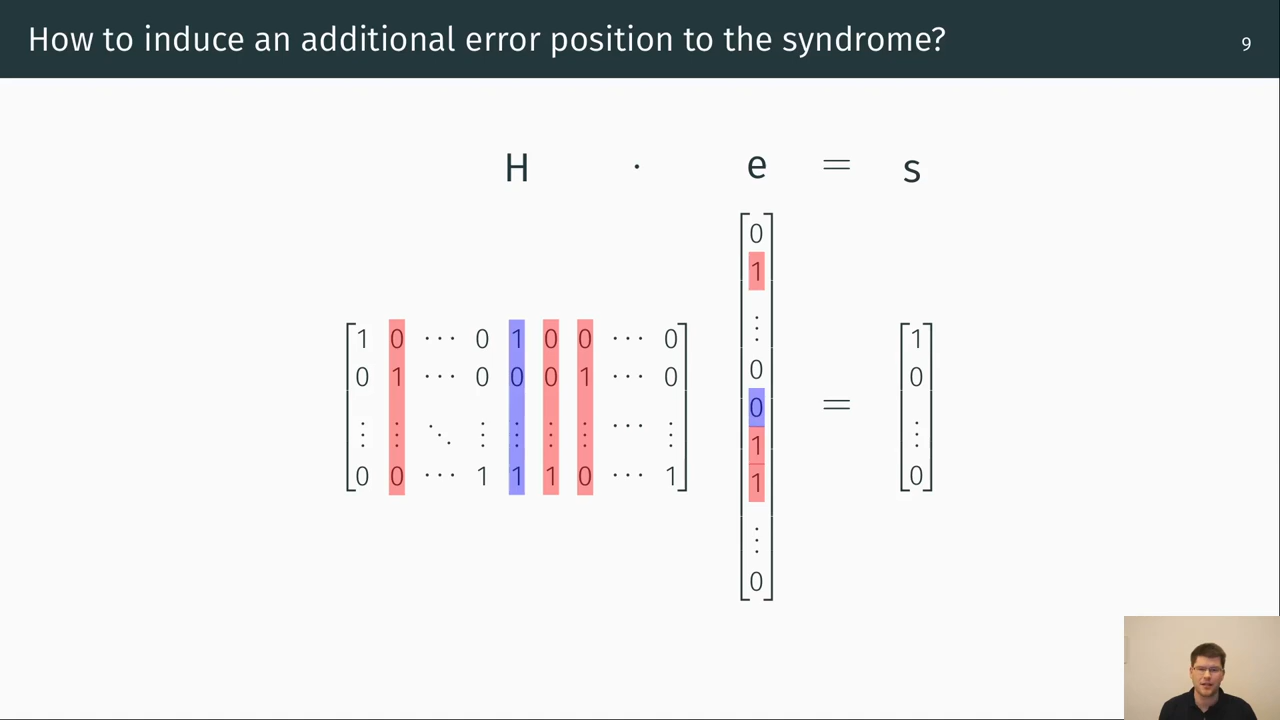 How to induce an additional error position to the syndrome?
9
H · e = s
0
1
⋮
1 0 ⋯ 0 1 0 0 ⋯ 0
1
0 1 ⋯ 0 0 0 1 ⋯ 0
0
0
0
=
⋮ ⋮ ⋱ ⋮ ⋮ ⋮ ⋮ ⋯ ⋮
1
⋮
0 0 ⋯ 1 1 1 0 ⋯ 1
1
0
⋮
0